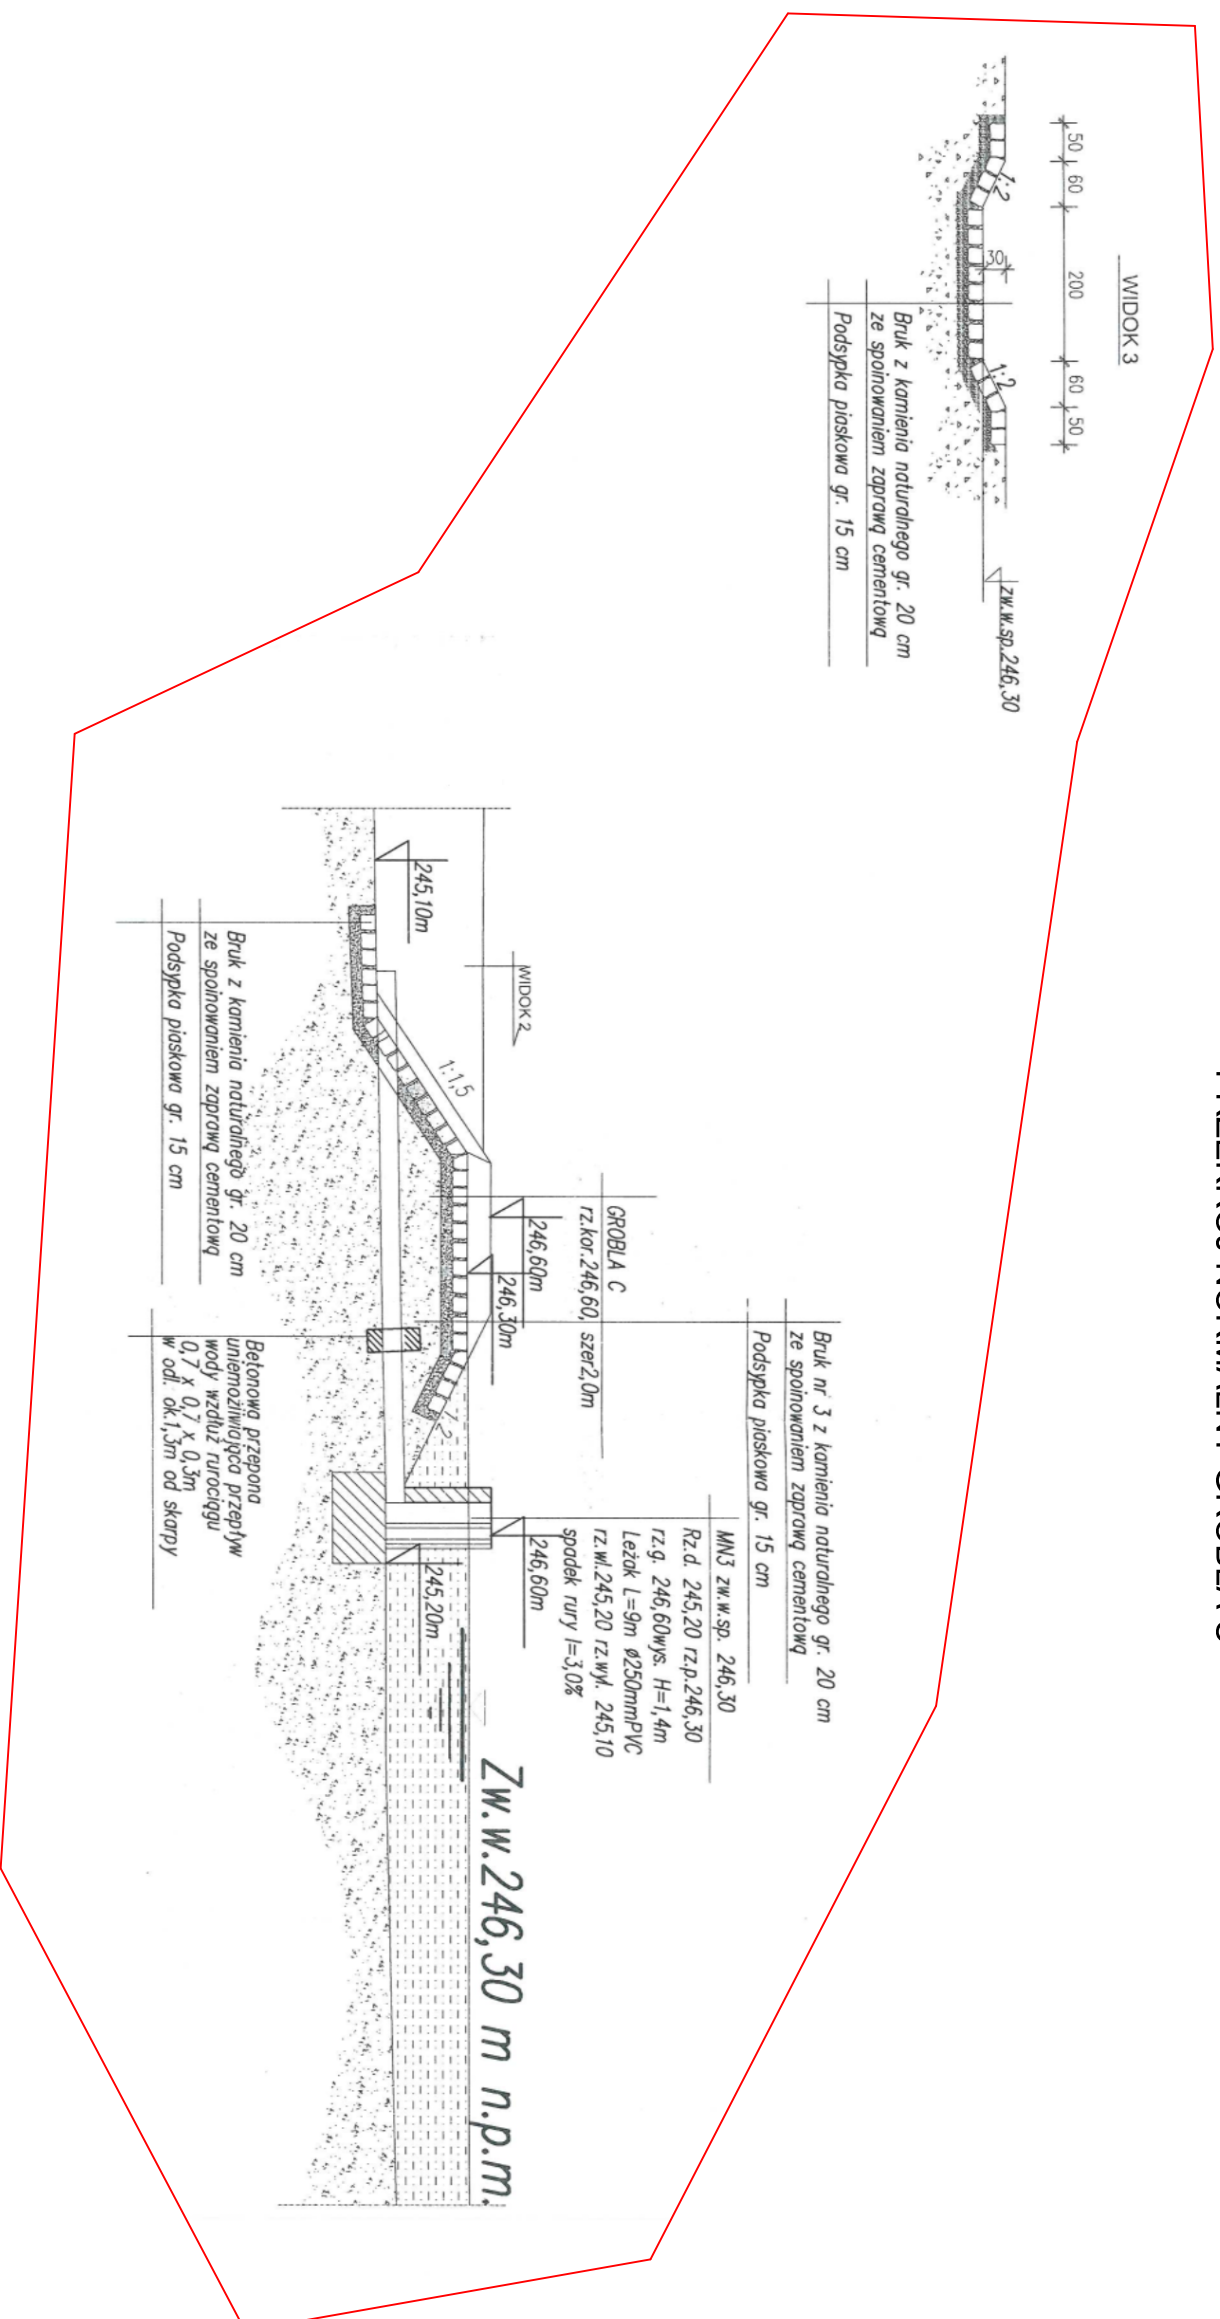 WIDOK 3
50
60
200
60
50
1:2
30
1:2
zw.w.sp.246,30
Bruk z kamienia naturalnego gr. 20 cm
ze spoinowaniem zaprawą cementową
Podsypka piaskowa gr. 15 cm
Bruk nr 3 z kamienia naturalnego gr. 20 cm
ze spoinowaniem zaprawą cementową
Podsypka piaskowa gr. 15 cm
MN3 zw.w.sp. 246,30
Rz.d. 245,20 rz.p.246,30
rz.g. 246,60wys. H=1,4m
Leżak L=9m ø250mmPVC
rz.wl.245,20 rz.wyl. 245,10
spadek rury I=3,0%
GROBLA C
rz.kor.246,60, szer2,0m
246,60m
246,30m
246,60m
WIDOK 2
Zw.w.246,30 m n.p.m.
245,10m
1:1,5
245,20m
Bruk z kamienia naturalnego gr. 20 cm
ze spoinowaniem zaprawą cementową
Podsypka piaskowa gr. 15 cm
Betonowa przepona
uniemożliwiająca przepływ
wody wzdłuż rurociągu
0,7 x 0,7 x 0,3m
w odl. ok.1,3m od skarpy